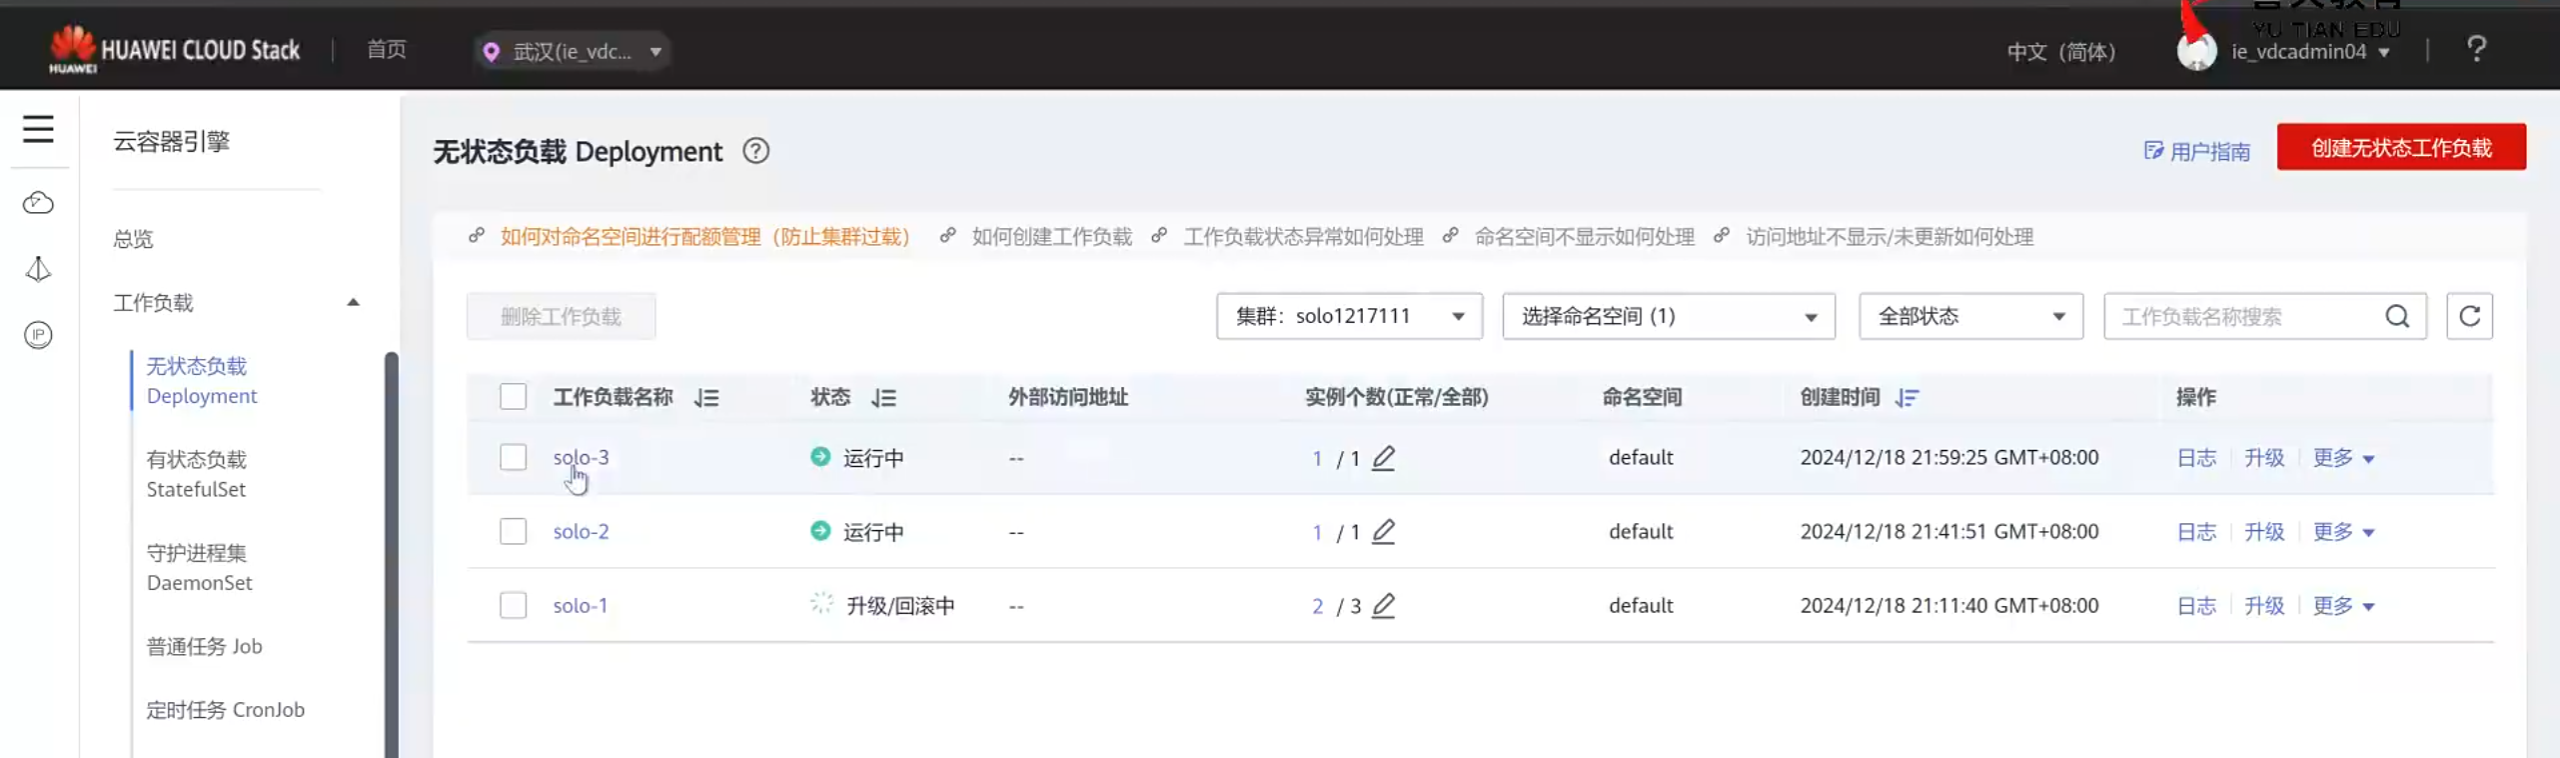 HUAWEI
HUAWEI CLOUD Stack
首页
武汉(ie_vdc...
YU TIAN EDU
中文（简体）
ie_vdcadmin04
?
云容器引擎
总览
工作负载
无状态负载
Deployment
有状态负载
StatefulSet
守护进程集
DaemonSet
普通任务 Job
定时任务 CronJob
IP
无状态负载 Deployment ?
用户指南
创建无状态工作负载
如何对命名空间进行配额管理（防止集群过载） 如何创建工作负载 工作负载状态异常如何处理 命名空间不显示如何处理 访问地址不显示/未更新如何处理
删除工作负载 集群：solo1217111 选择命名空间 (1) 全部状态 工作负载名称搜索
工作负载名称 状态 外部访问地址 实例个数(正常/全部) 命名空间 创建时间 操作
solo-3 运行中 -- 1 / 1 default 2024/12/18 21:59:25 GMT+08:00 日志 升级 更多
solo-2 运行中 -- 1 / 1 default 2024/12/18 21:41:51 GMT+08:00 日志 升级 更多
solo-1 升级/回滚中 -- 2 / 3 default 2024/12/18 21:11:40 GMT+08:00 日志 升级 更多